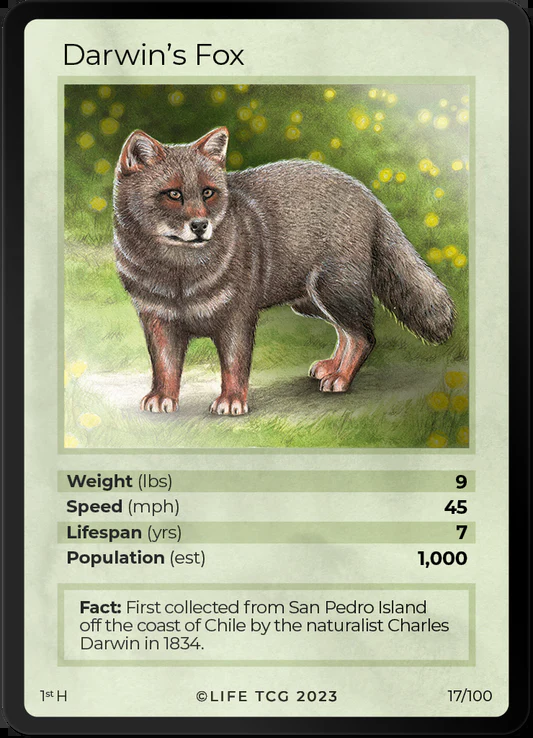 Darwin’s Fox
Weight (lbs) 9
Speed (mph) 45
Lifespan (yrs) 7
Population (est) 1,000
Fact: First collected from San Pedro Island
off the coast of Chile by the naturalist Charles
Darwin in 1834.
1st H ©LIFE TCG 2023 17/100